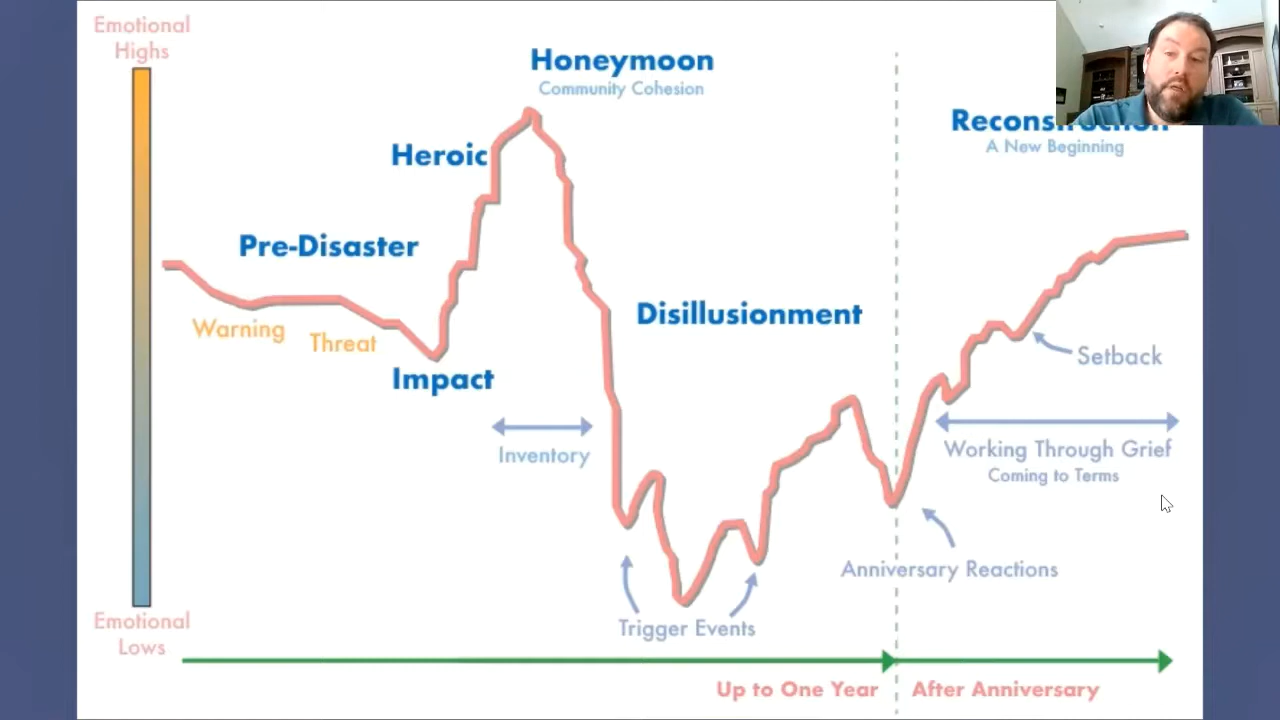 Emotional
Highs
Honeymoon
Community Cohesion
Reconstruction
A New Beginning
Heroic
Pre-Disaster
Warning
Threat
Impact
Disillusionment
Inventory
Setback
Working Through Grief
Coming to Terms
Anniversary Reactions
Trigger Events
Emotional
Lows
Up to One Year
After Anniversary